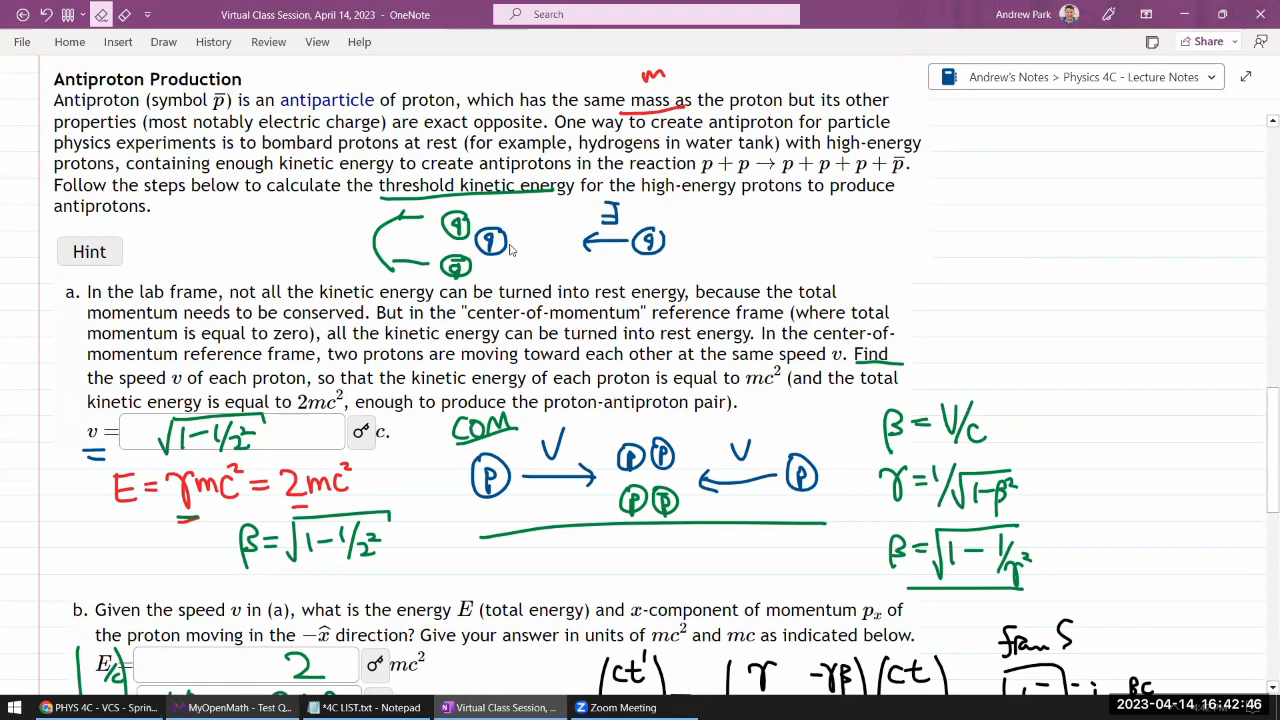 Virtual Class Session, April 14, 2023 - OneNote
Search
Andrew Park
File Home Insert Draw History Review View Help
Share
Andrew's Notes > Physics 4C - Lecture Notes
Antiproton Production
m
Antiproton (symbol p̄) is an antiparticle of proton, which has the same mass as the proton but its other
properties (most notably electric charge) are exact opposite. One way to create antiproton for particle
physics experiments is to bombard protons at rest (for example, hydrogens in water tank) with high-energy
protons, containing enough kinetic energy to create antiprotons in the reaction p + p → p + p + p + p̄.
Follow the steps below to calculate the threshold kinetic energy for the high-energy protons to produce
antiprotons.
Hint
a. In the lab frame, not all the kinetic energy can be turned into rest energy, because the total
momentum needs to be conserved. But in the "center-of-momentum" reference frame (where total
momentum is equal to zero), all the kinetic energy can be turned into rest energy. In the center-of-
momentum reference frame, two protons are moving toward each other at the same speed v. Find
the speed v of each proton, so that the kinetic energy of each proton is equal to mc² (and the total
kinetic energy is equal to 2mc², enough to produce the proton-antiproton pair).
v = √(1-1/2²) c.
COM
β = V/c
P V P P V P
E = γmc² = 2mc²
P P̄
γ = 1/√(1-β²)
β = √(1-1/2²)
β = √(1 - 1/γ²)
b. Given the speed v in (a), what is the energy E (total energy) and x-component of momentum pₓ of
the proton moving in the −x̂ direction? Give your answer in units of mc² and mc as indicated below.
E = 2 mc²
E/c
(ct' (γ -γβ) (ct
PHYS 4C - VCS - Sprin...
MyOpenMath - Test Q...
*4C LIST.txt - Notepad
Virtual Class Session, ...
Zoom Meeting
2023-04-14 16:42:46